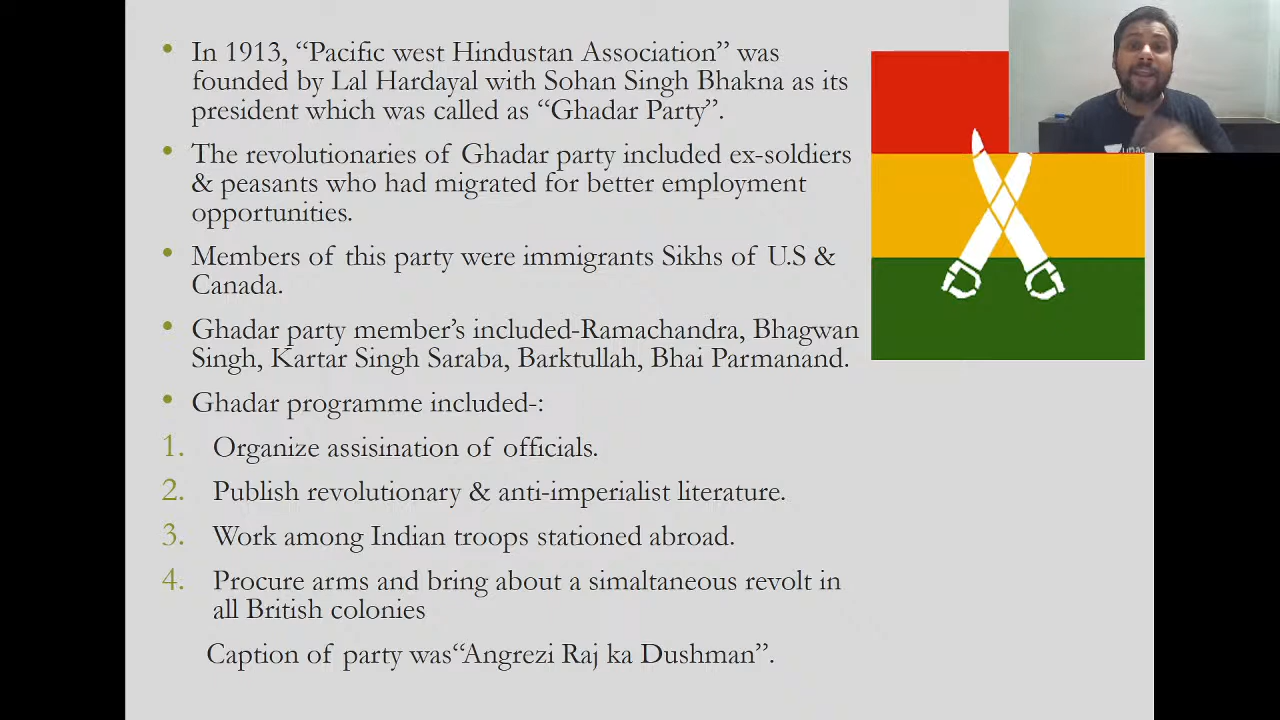 • In 1913, “Pacific west Hindustan Association” was
founded by Lal Hardayal with Sohan Singh Bhakna as its
president which was called as “Ghadar Party”.
• The revolutionaries of Ghadar party included ex-soldiers
& peasants who had migrated for better employment
opportunities.
• Members of this party were immigrants Sikhs of U.S &
Canada.
• Ghadar party member’s included-Ramachandra, Bhagwan
Singh, Kartar Singh Saraba, Barktullah, Bhai Parmanand.
• Ghadar programme included-:
1. Organize assisination of officials.
2. Publish revolutionary & anti-imperialist literature.
3. Work among Indian troops stationed abroad.
4. Procure arms and bring about a simaltaneous revolt in
all British colonies
Caption of party was“Angrezi Raj ka Dushman”.